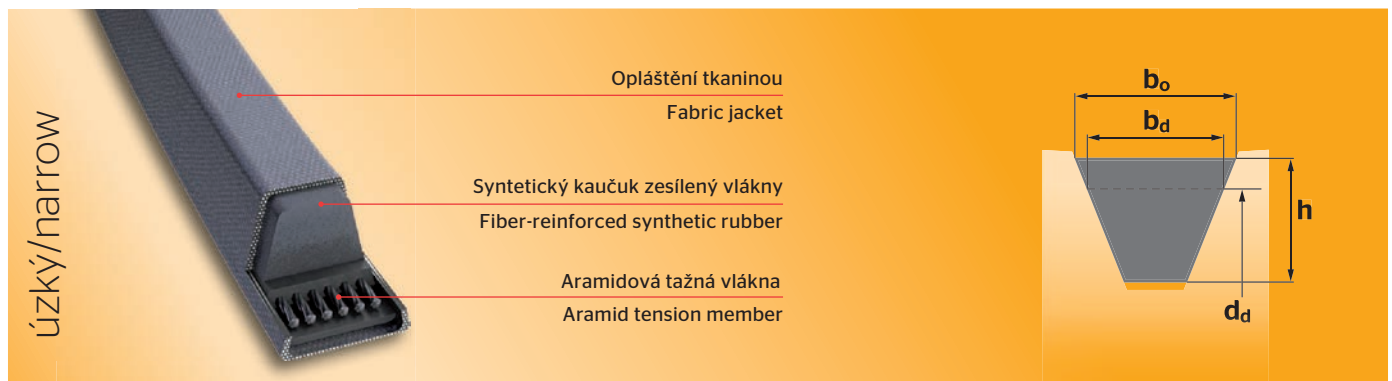 úzký/narrow
Opláštění tkaninou
Fabric jacket
Syntetický kaučuk zesílený vlákny
Fiber-reinforced synthetic rubber
Aramidová tažná vlákna
Aramid tension member
bo
bd
h
dd